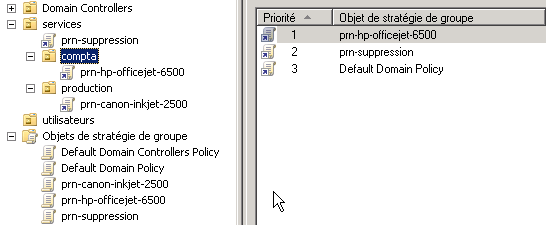 Domain Controllers
services
prn-suppression
compta
prn-hp-officejet-6500
production
prn-canon-inkjet-2500
utilisateurs
Objets de stratégie de groupe
Default Domain Controllers Policy
Default Domain Policy
prn-canon-inkjet-2500
prn-hp-officejet-6500
prn-suppression
Priorité Objet de stratégie de groupe
1 prn-hp-officejet-6500
2 prn-suppression
3 Default Domain Policy